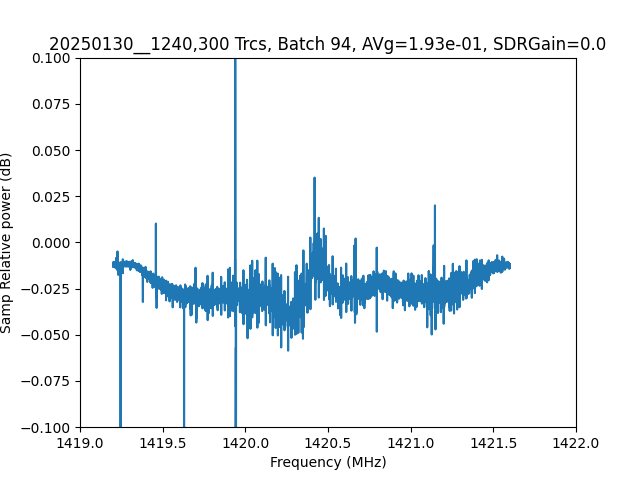 20250130__1240,300 Trcs, Batch 94, AVg=1.93e-01, SDRGain=0.0
0.100
0.075
0.050
0.025
0.000
−0.025
−0.050
−0.075
−0.100
Samp Relative power (dB)
1419.0 1419.5 1420.0 1420.5 1421.0 1421.5 1422.0
Frequency (MHz)